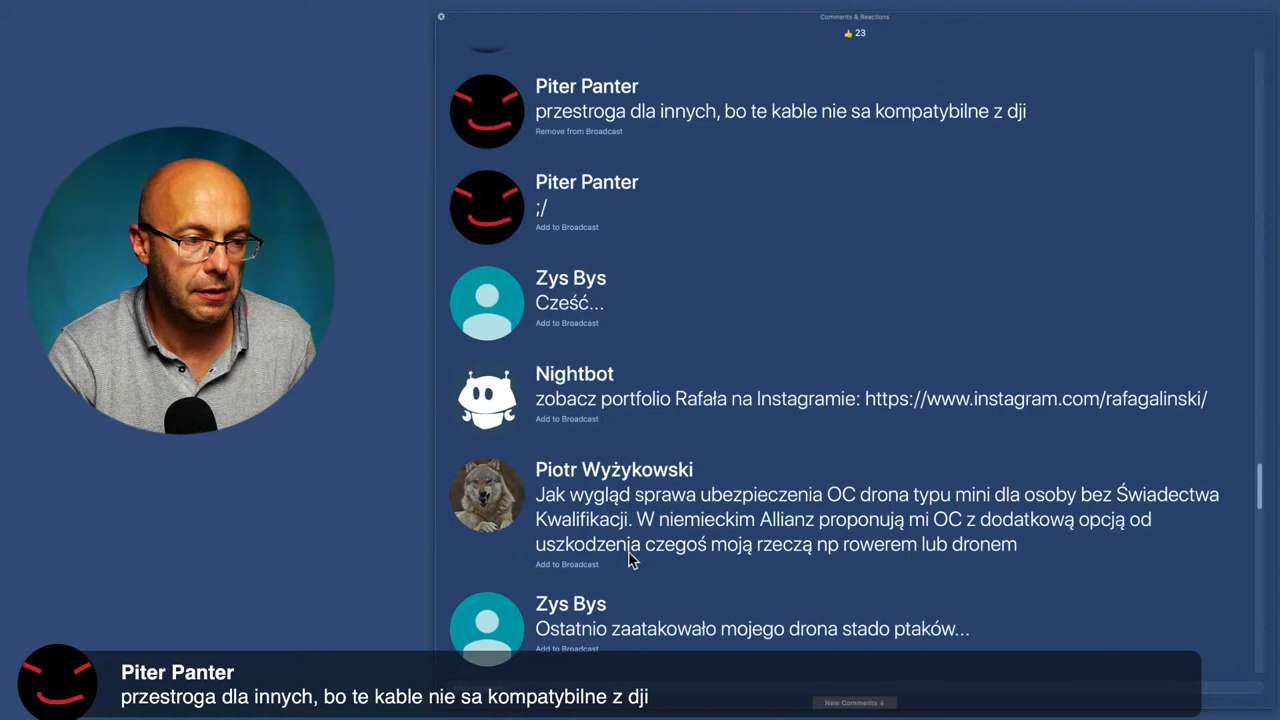 Comments & Reactions
👍 23
Piter Panter
przestroga dla innych, bo te kable nie sa kompatybilne z dji
Remove from Broadcast
Piter Panter
;/
Add to Broadcast
Zys Bys
Cześć...
Add to Broadcast
Nightbot
zobacz portfolio Rafała na Instagramie: https://www.instagram.com/rafagalinski/
Add to Broadcast
Piotr Wyżykowski
Jak wygląd sprawa ubezpieczenia OC drona typu mini dla osoby bez Świadectwa
Kwalifikacji. W niemieckim Allianz proponują mi OC z dodatkową opcją od
uszkodzenia czegoś moją rzeczą np rowerem lub dronem
Add to Broadcast
Zys Bys
Ostatnio zaatakowało mojego drona stado ptaków...
Add to Broadcast
Piter Panter
przestroga dla innych, bo te kable nie sa kompatybilne z dji
New Comments ↓